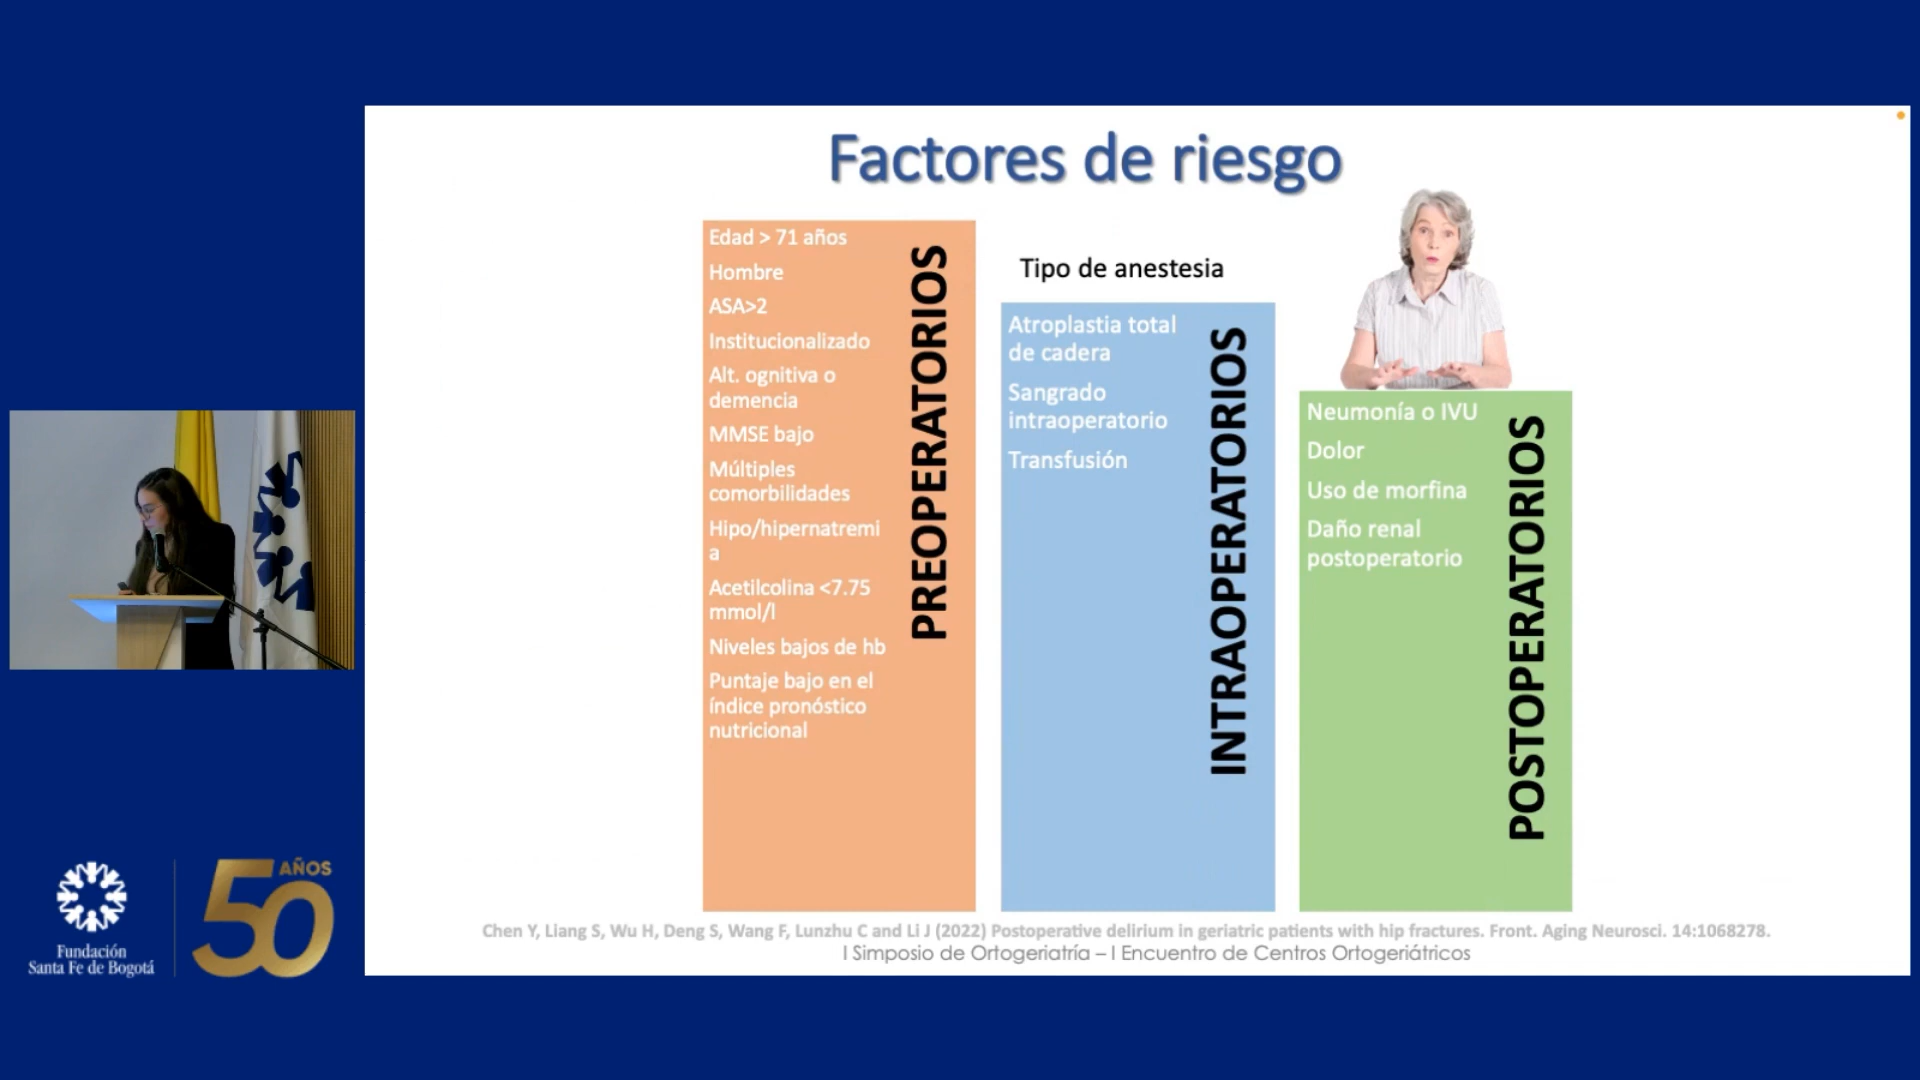 Factores de riesgo
Edad > 71 años
Hombre
ASA>2
Institucionalizado
Alt. ognitiva o
demencia
MMSE bajo
Múltiples
comorbilidades
Hipo/hipernatremi
a
Acetilcolina <7.75
mmol/l
Niveles bajos de hb
Puntaje bajo en el
índice pronóstico
nutricional
PREOPERATORIOS
Tipo de anestesia
Atroplastia total
de cadera
Sangrado
intraoperatorio
Transfusión
INTRAOPERATORIOS
Neumonía o IVU
Dolor
Uso de morfina
Daño renal
postoperatorio
POSTOPERATORIOS
Chen Y, Liang S, Wu H, Deng S, Wang F, Lunzhu C and Li J (2022) Postoperative delirium in geriatric patients with hip fractures. Front. Aging Neurosci. 14:1068278.
I Simposio de Ortogeriatría – I Encuentro de Centros Ortogeriátricos
Fundación
Santa Fe de Bogotá
50 AÑOS